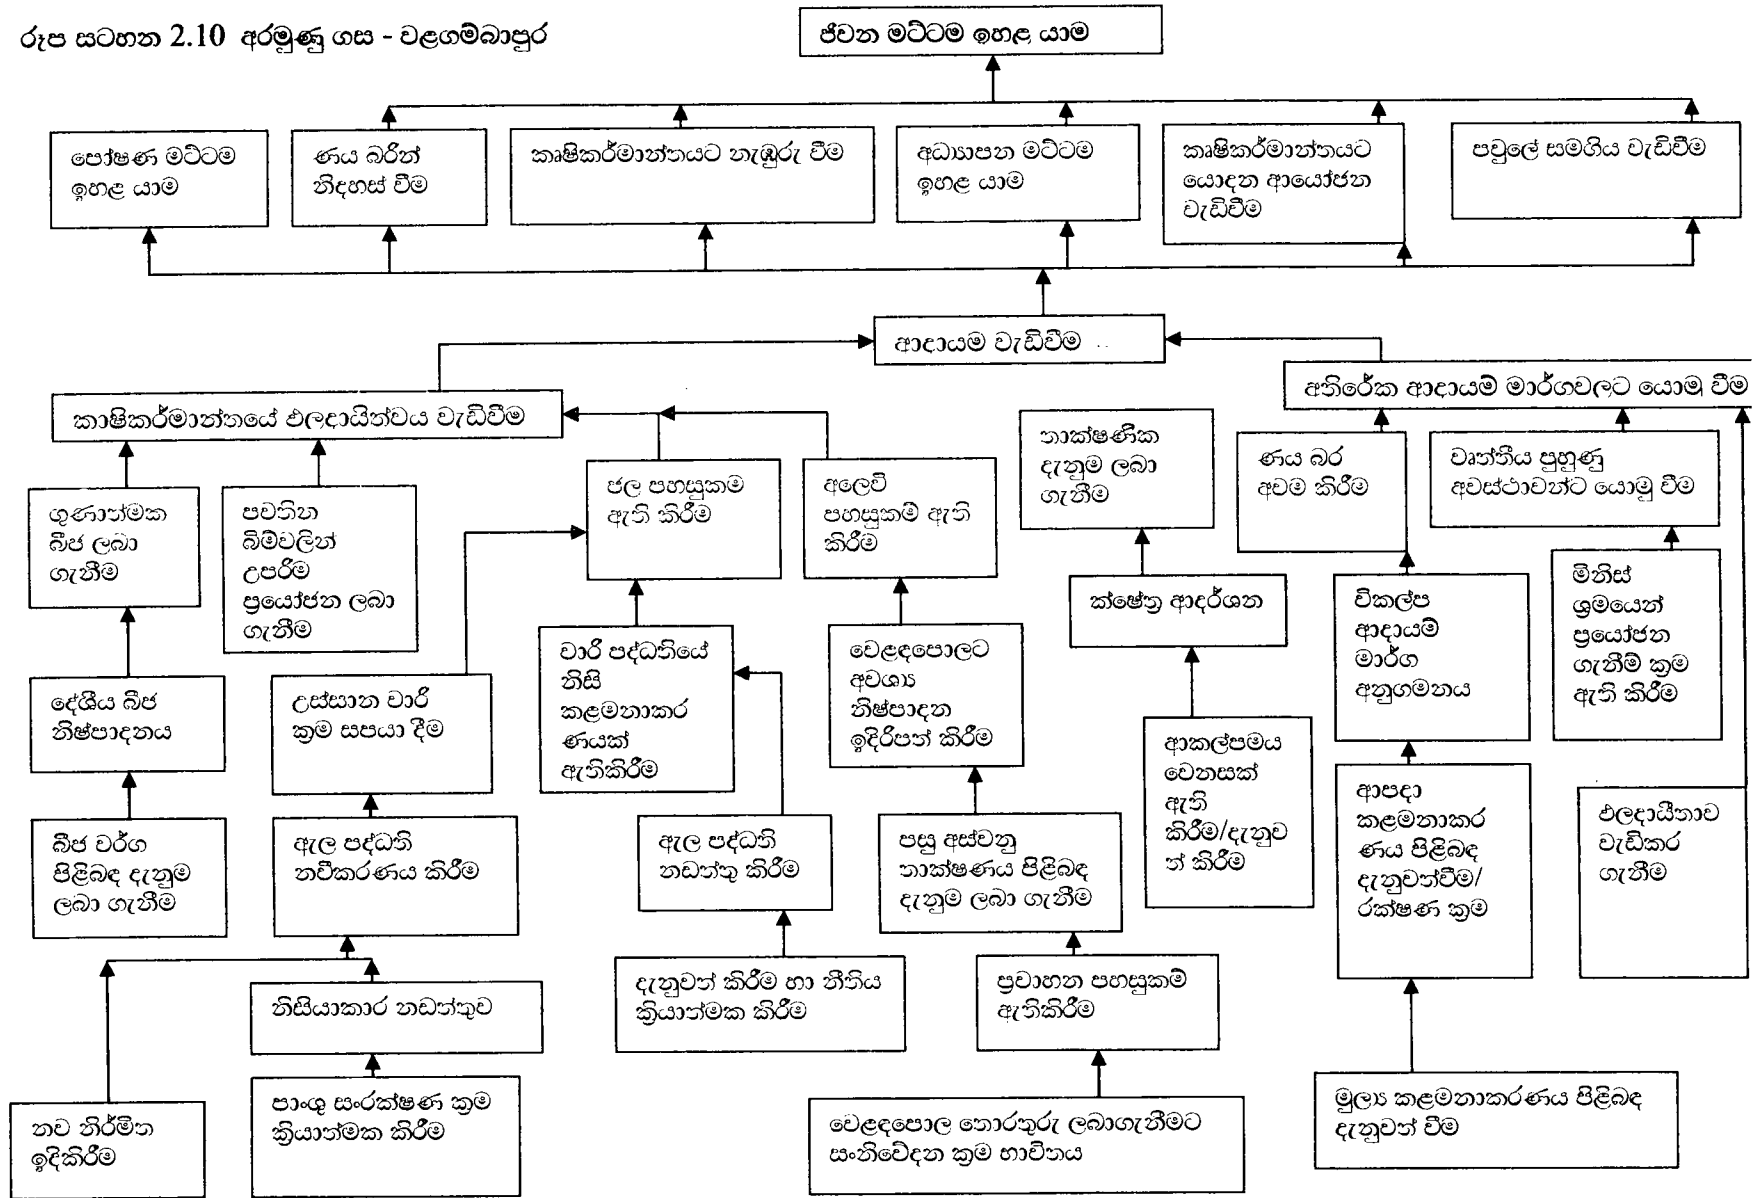 රූප සටහන 2.10 අරමුණු ගස - වළගම්බාපුර
ජීවන මට්ටම ඉහළ යාම
පෝෂණ මට්ටම
ඉහළ යාම
ණය බරින්
නිදහස් වීම
කෘෂිකර්මාන්තයට නැඹුරු වීම
අධ්‍යාපන මට්ටම
ඉහළ යාම
කෘෂිකර්මාන්තයට
යොදන ආයෝජන
වැඩිවීම
පවුලේ සමගිය වැඩිවීම
ආදායම වැඩිවීම
කාෂිකර්මාන්තයේ ඵලදායිත්වය වැඩිවීම
අතිරේක ආදායම් මාර්ගවලට යොමු වීම
ගුණාත්මක
බීජ ලබා
ගැනීම
පවතින
බිම්වලින්
උපරිම
ප්‍රයෝජන ලබා
ගැනීම
ජල පහසුකම
ඇති කිරීම
අලෙවි
පහසුකම් ඇති
කිරීම
තාක්ෂණික
දැනුම ලබා
ගැනීම
ණය බර
අවම කිරීම
වෘත්තීය පුහුණු
අවස්ථාවන්ට යොමු වීම
දේශීය බීජ
නිෂ්පාදනය
උස්සාන වාරි
ක්‍රම සපයා දීම
වාරි පද්ධතියේ
නිසි
කළමනාකර
ණයක්
ඇතිකිරීම
වෙළඳපොලට
අවශ්‍ය
නිෂ්පාදන
ඉදිරිපත් කිරීම
ක්ෂේත්‍ර ආදර්ශන
විකල්ප
ආදායම්
මාර්ග
අනුගමනය
මිනිස්
ශ්‍රමයෙන්
ප්‍රයෝජන
ගැනීම් ක්‍රම
ඇති කිරීම
බීජ වර්ග
පිළිබඳ දැනුම
ලබා ගැනීම
ඇල පද්ධති
නවීකරණය කිරීම
ඇල පද්ධති
නඩත්තු කිරීම
පසු අස්වනු
තාක්ෂණය පිළිබඳ
දැනුම ලබා ගැනීම
ආකල්පමය
වෙනසක්
ඇති
කිරීම/දැනුව
ත් කිරීම
ආපදා
කළමනාකර
ණය පිළිබඳ
දැනුවත්වීම/
රක්ෂණ ක්‍රම
ඵලදායීතාව
වැඩිකර
ගැනීම
නිසියාකාර නඩත්තුව
දැනුවත් කිරීම හා නීතිය
ක්‍රියාත්මක කිරීම
ප්‍රවාහන පහසුකම්
ඇතිකිරීම
නව නිර්මිත
ඉදිකිරීම
පාංශු සංරක්ෂණ ක්‍රම
ක්‍රියාත්මක කිරීම
වෙළඳපොල තොරතුරු ලබාගැනීමට
සංනිවේදන ක්‍රම භාවිතය
මුල්‍ය කළමනාකරණය පිළිබඳ
දැනුවත් වීම